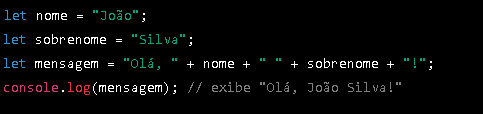 let nome = "João";
let sobrenome = "Silva";
let mensagem = "Olá, " + nome + " " + sobrenome + "!";
console.log(mensagem); // exibe "Olá, João Silva!"